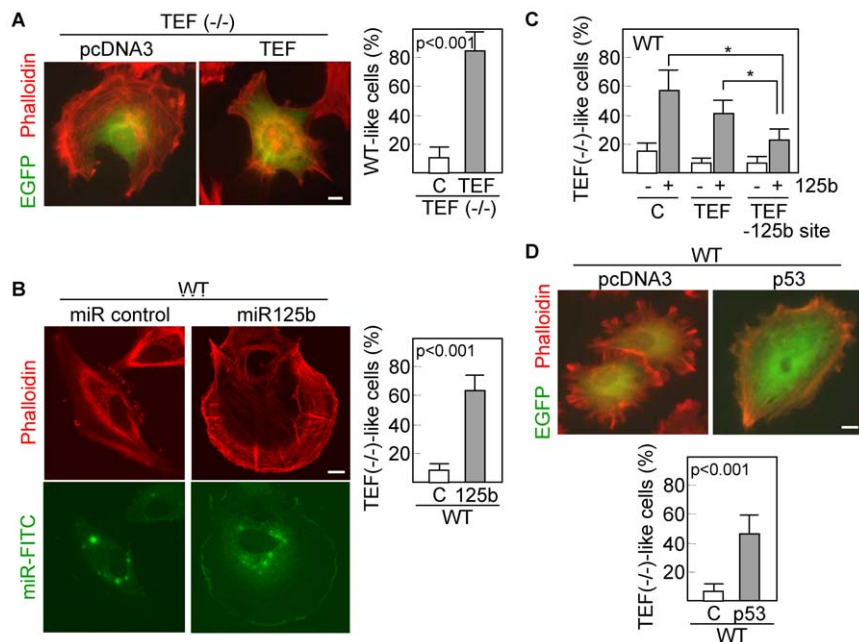 A
TEF (-/-)
pcDNA3 TEF
EGFP Phalloidin
WT-like cells (%)
p<0.001
80
60
40
20
C TEF
TEF (-/-)
B
WT
miR control miR125b
Phalloidin
miR-FITC
TEF(-/-)-like cells (%)
p<0.001
80
60
40
20
C 125b
WT
C
TEF(-/-)-like cells (%)
WT
80
60
40
20
* *
- + - + - + 125b
C TEF TEF
-125b site
D
WT
pcDNA3 p53
EGFP Phalloidin
TEF(-/-)-like cells (%)
p<0.001
80
60
40
20
C p53
WT